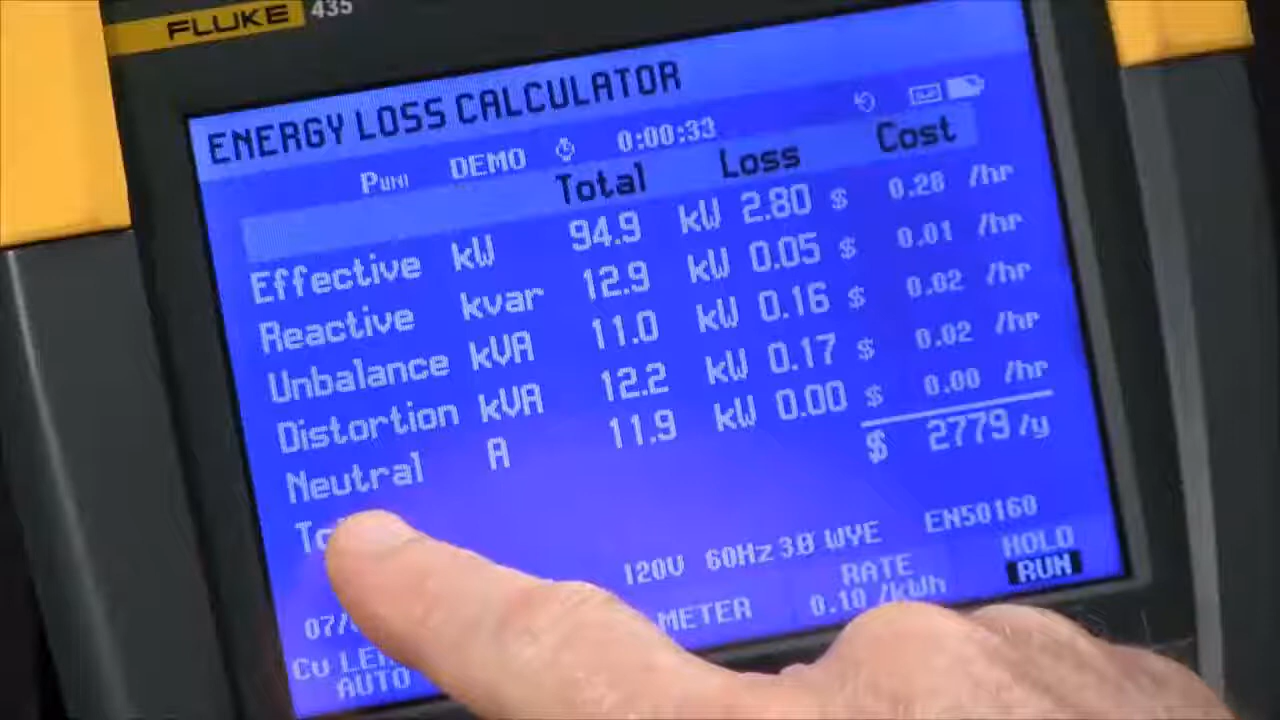 FLUKE 435
ENERGY LOSS CALCULATOR
PUNI DEMO 0:00:33
Total Loss Cost
Effective kW 94.9 kW 2.80 $ 0.28 /hr
Reactive kvar 12.9 kW 0.05 $ 0.01 /hr
Unbalance kVA 11.0 kW 0.16 $ 0.02 /hr
Distortion kVA 12.2 kW 0.17 $ 0.02 /hr
Neutral A 11.9 kW 0.00 $ 0.00 /hr
$ 2779 /y
120V 60Hz 3Ø WYE EN50160
07/
Cu
AUTO
METER
RATE
0.10 /kWh
HOLD
RUN